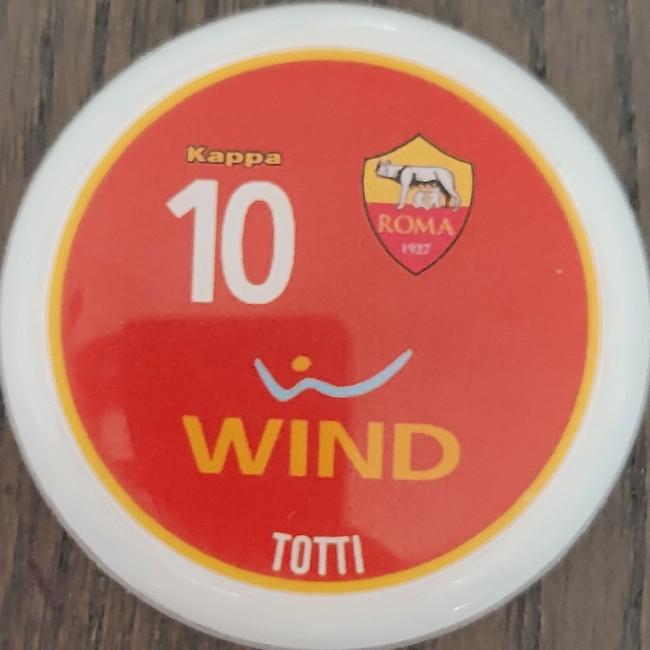 Kappa
10
ROMA
1927
WIND
TOTTI